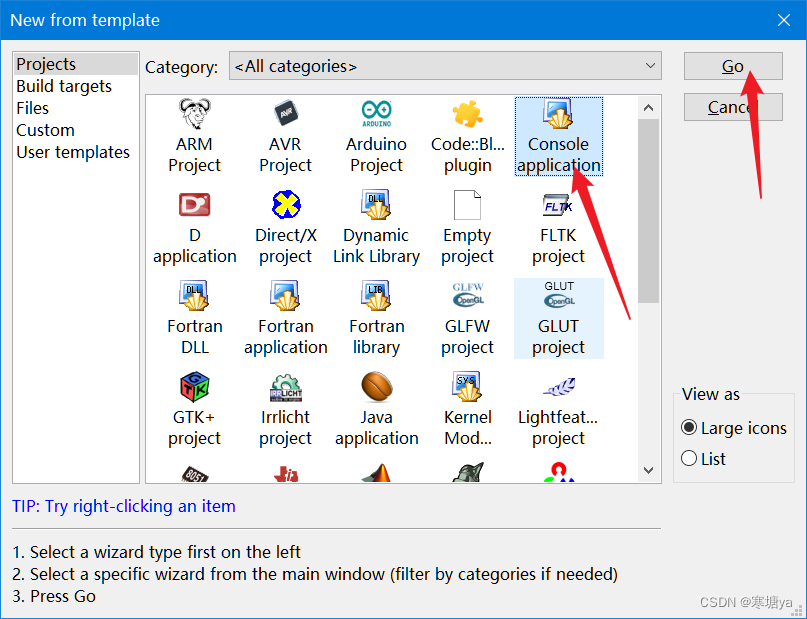 New from template
Projects
Build targets
Files
Custom
User templates
Category:
<All categories>
Go
Cancel
ARM
Project
AVR
AVR
Project
ARDUINO
Arduino
Project
Code::Bl...
plugin
Console
application
D
D
application
Direct/X
project
DLL
Dynamic
Link Library
Empty
project
FLTK
FLTK
project
DLL
Fortran
DLL
Fortran
application
LIB
Fortran
library
GLFW
OpenGL
GLFW
project
GLUT
OpenGL
GLUT
project
GTK
GTK+
project
IRRLICHT
Irrlicht
project
Java
application
SYS
Kernel
Mod...
Lightfeat...
project
8051
View as
Large icons
List
TIP: Try right-clicking an item
1. Select a wizard type first on the left
2. Select a specific wizard from the main window (filter by categories if needed)
3. Press Go
CSDN @寒塘ya